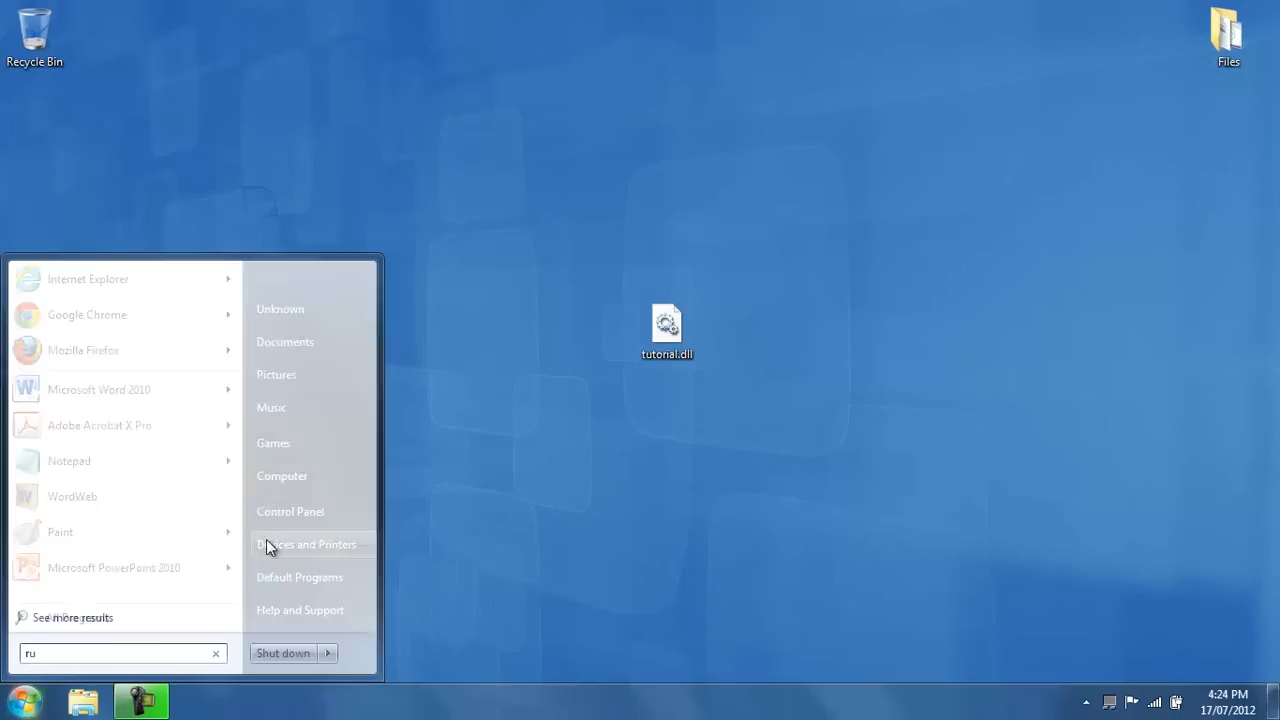 Recycle Bin
Files
tutorial.dll
Internet Explorer
Google Chrome
Mozilla Firefox
Microsoft Word 2010
Adobe Acrobat X Pro
Notepad
WordWeb
Paint
Microsoft PowerPoint 2010
See more results
ru
Unknown
Documents
Pictures
Music
Games
Computer
Control Panel
Devices and Printers
Default Programs
Help and Support
Shut down
4:24 PM
17/07/2012